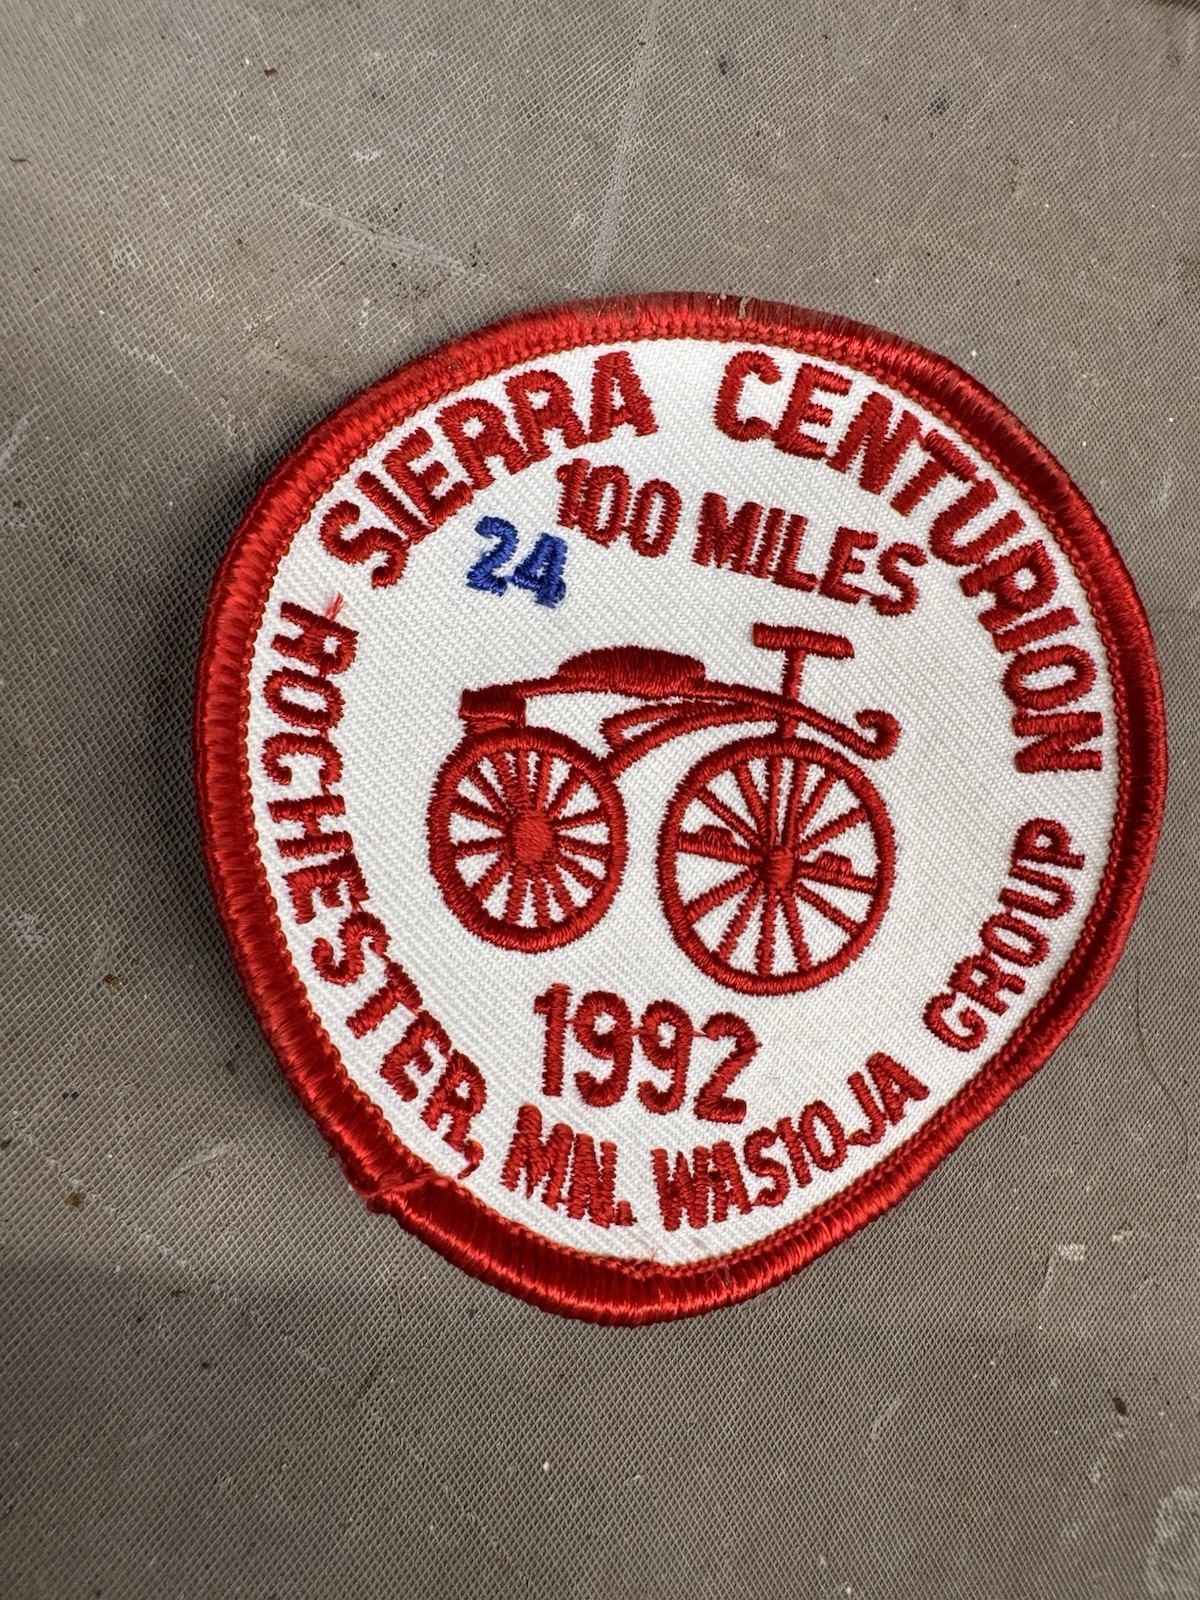 SIERRA CENTURION
100 MILES
24
1992
ROCHESTER, MN. WASIOJA GROUP